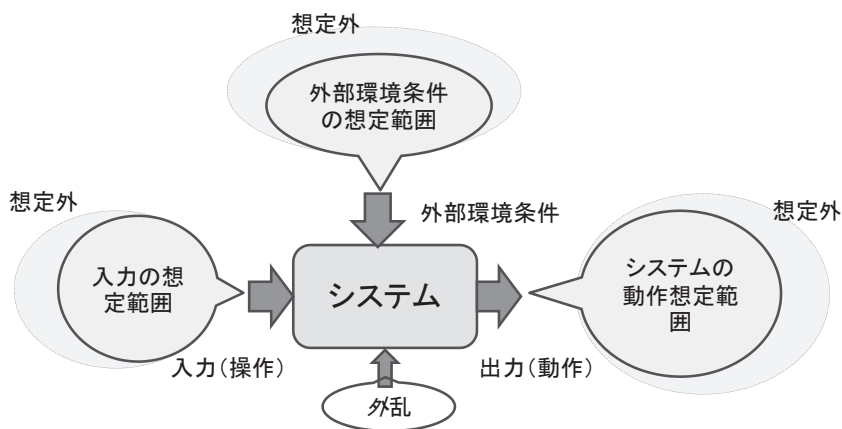 想定外
外部環境条件
の想定範囲
想定外
外部環境条件
想定外
入力の想
定範囲
システム
システムの
動作想定範
囲
入力(操作)
出力(動作)
外乱